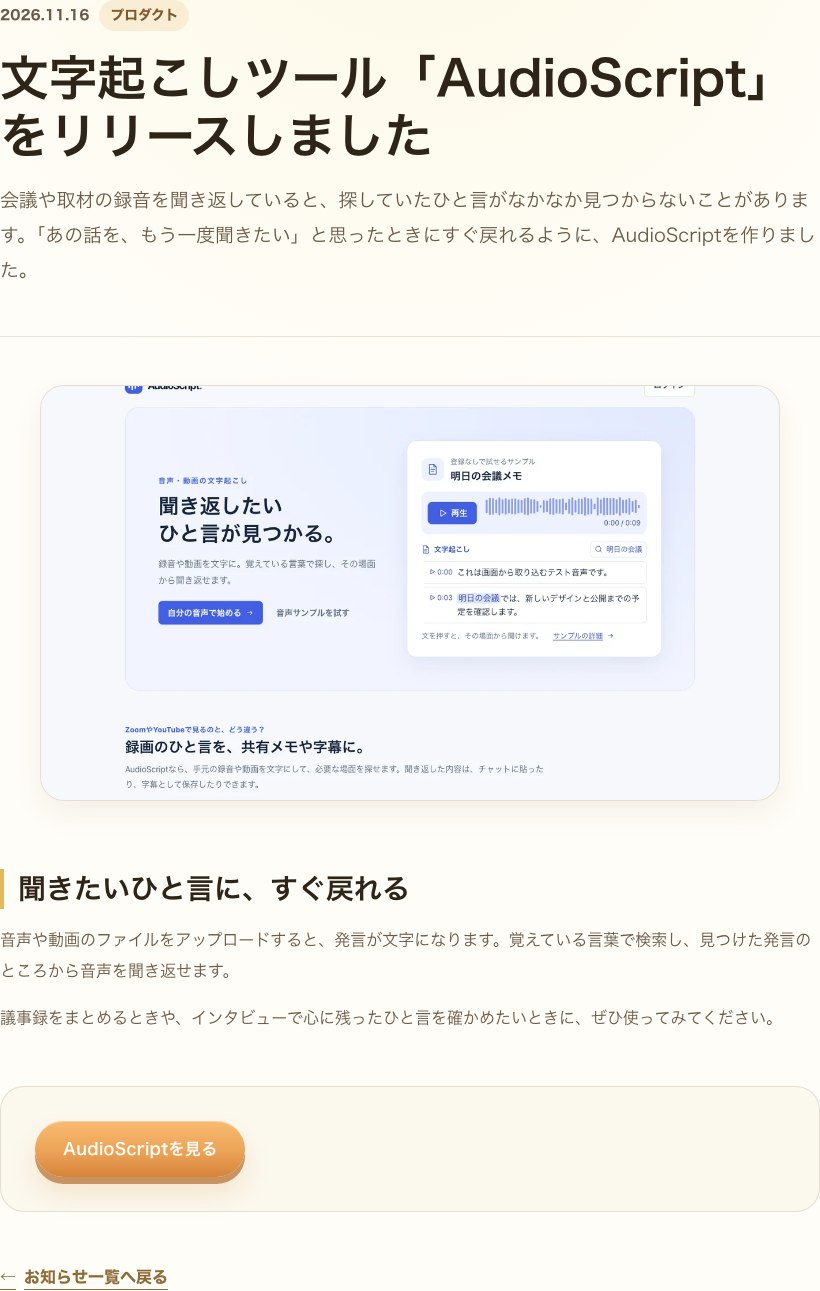 2026.11.16 プロダクト
文字起こしツール「AudioScript」
をリリースしました
会議や取材の録音を聞き返していると、探していたひと言がなかなか見つからないことがありま
す。「あの話を、もう一度聞きたい」と思ったときにすぐ戻れるように、AudioScriptを作りまし
た。
AudioScript.
ログイン
音声・動画の文字起こし
聞き返したい
ひと言が見つかる。
録音や動画を文字に。覚えている言葉で探し、その場面
から聞き返せます。
自分の音声で始める → 音声サンプルを試す
登録なしで試せるサンプル
明日の会議メモ
再生
0:00 / 0:09
文字起こし 明日の会議
0:00 これは画面から取り込むテスト音声です。
0:03 明日の会議では、新しいデザインと公開までの予
定を確認します。
文を押すと、その場面から聞けます。 サンプルの詳細 →
ZoomやYouTubeで見るのと、どう違う？
録画のひと言を、共有メモや字幕に。
AudioScriptなら、手元の録音や動画を文字にして、必要な場面を探せます。聞き返した内容は、チャットに貼った
り、字幕として保存したりできます。
聞きたいひと言に、すぐ戻れる
音声や動画のファイルをアップロードすると、発言が文字になります。覚えている言葉で検索し、見つけた発言の
ところから音声を聞き返せます。
議事録をまとめるときや、インタビューで心に残ったひと言を確かめたいときに、ぜひ使ってみてください。
AudioScriptを見る
← お知らせ一覧へ戻る